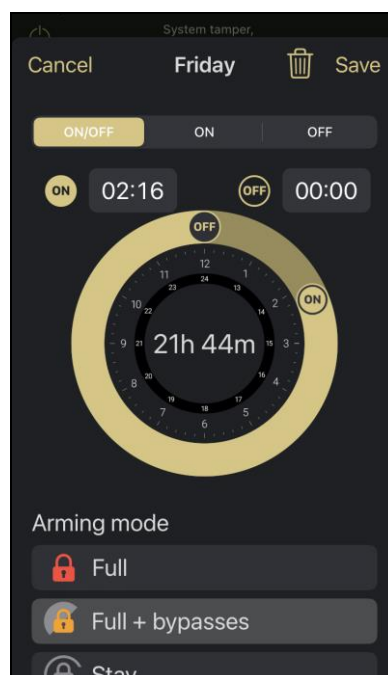 System tamper,
Cancel Friday Save
ON/OFF ON OFF
ON 02:16 OFF 00:00
OFF
12
24
11 1
23 13
10 22 14 2 ON
9 21 21h 44m 15 3
8 20 16 4
19 17
7 18 5
6
Arming mode
Full
Full + bypasses
Stay